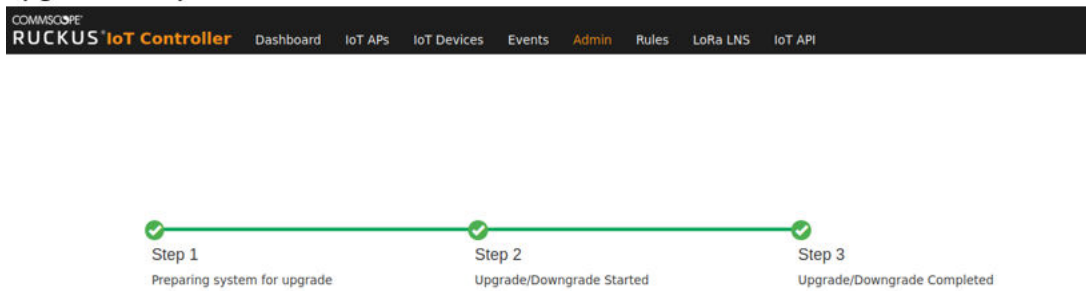 COMMSCOPE
RUCKUS IoT Controller Dashboard IoT APs IoT Devices Events Admin Rules LoRa LNS IoT API
Step 1 Step 2 Step 3
Preparing system for upgrade Upgrade/Downgrade Started Upgrade/Downgrade Completed